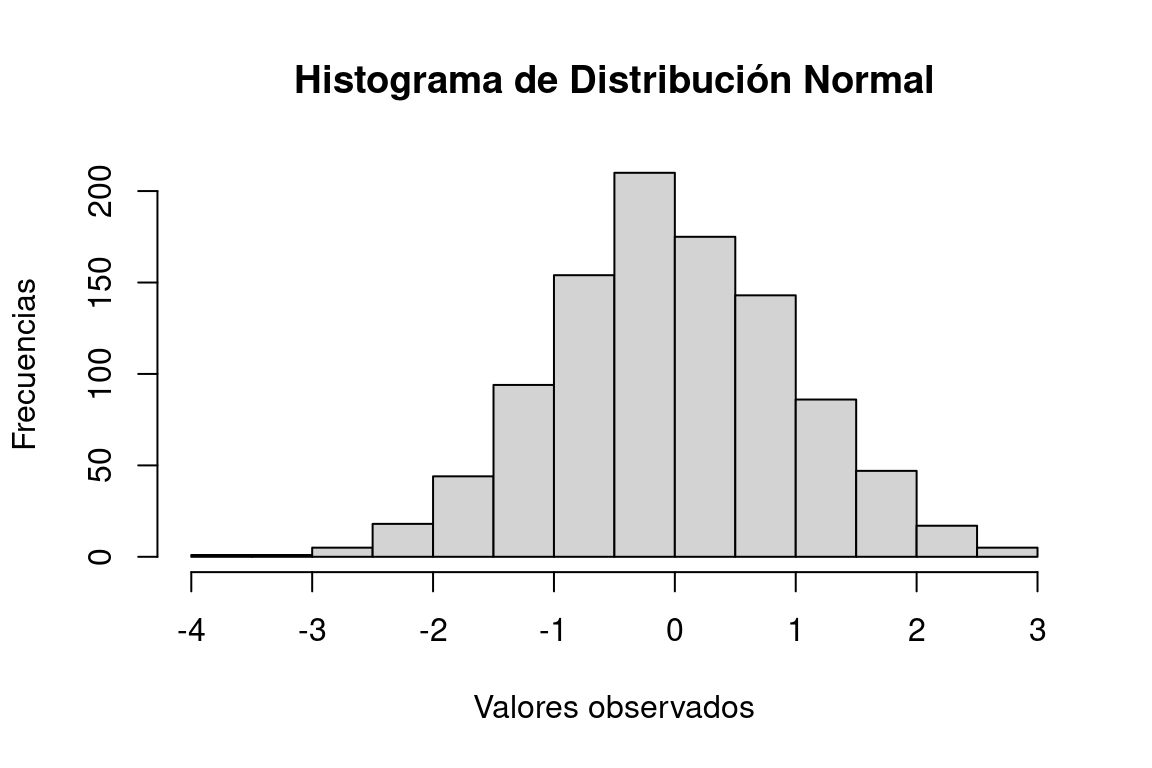 Histograma de Distribución Normal
Frecuencias
200
150
100
50
0
-4 -3 -2 -1 0 1 2 3
Valores observados